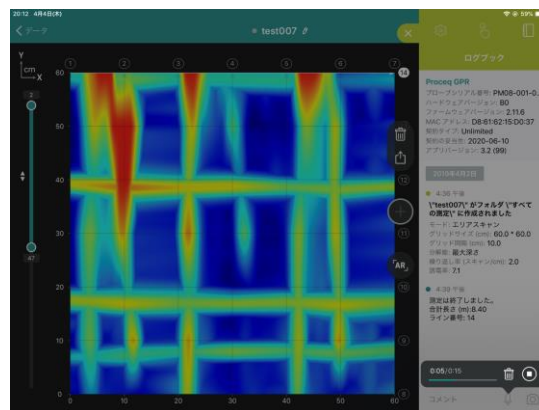 20:12 4月4日(木)
59%
データ
test007
Y
cm
X
1 2 3 4 5 6 7
60
50
40
30
20
10
0
0 10 20 30 40 50 60
14
12
11
10
9
8
2
47
AR
ログブック
Proceq GPR
プローブシリアル番号: PM08-001-0...
ハードウェアバージョン: B0
ファームウェアバージョン: 2.11.6
MAC アドレス: D8:81:62:15:D0:37
契約タイプ: Unlimited
契約の妥当性: 2020-06-10
アプリバージョン: 3.2 (99)
2019年4月2日
4:36 午後
\"test007\" がフォルダ \"すべて
の測定\" に作成されました
モード: エリアスキャン
グリッドサイズ (cm): 60.0 * 60.0
グリッド間隔 (cm): 10.0
分解能: 最大深さ
繰り返し率 (スキャン/cm): 2.0
誘電率: 7.1
4:39 午後
測定は終了しました。
合計長さ (m):8.40
ライン番号: 14
0:05/0:15
コメント